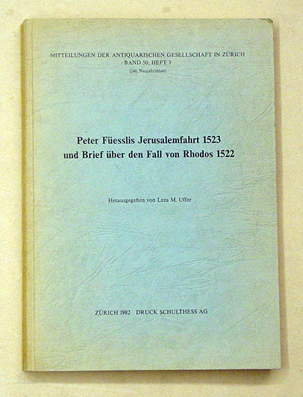 MITTEILUNGEN DER ANTIQUARISCHEN GESELLSCHAFT IN ZÜRICH
BAND 50, HEFT 3
(146. Neujahrsblatt)
Peter Füesslis Jerusalemfahrt 1523
und Brief über den Fall von Rhodos 1522
Herausgegeben von Leza M. Uffer
ZÜRICH 1982 DRUCK SCHULTHESS AG